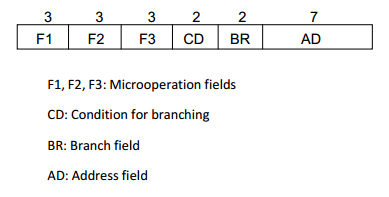 3 3 3 2 2 7
F1 F2 F3 CD BR AD
F1, F2, F3: Microoperation fields
CD: Condition for branching
BR: Branch field
AD: Address field